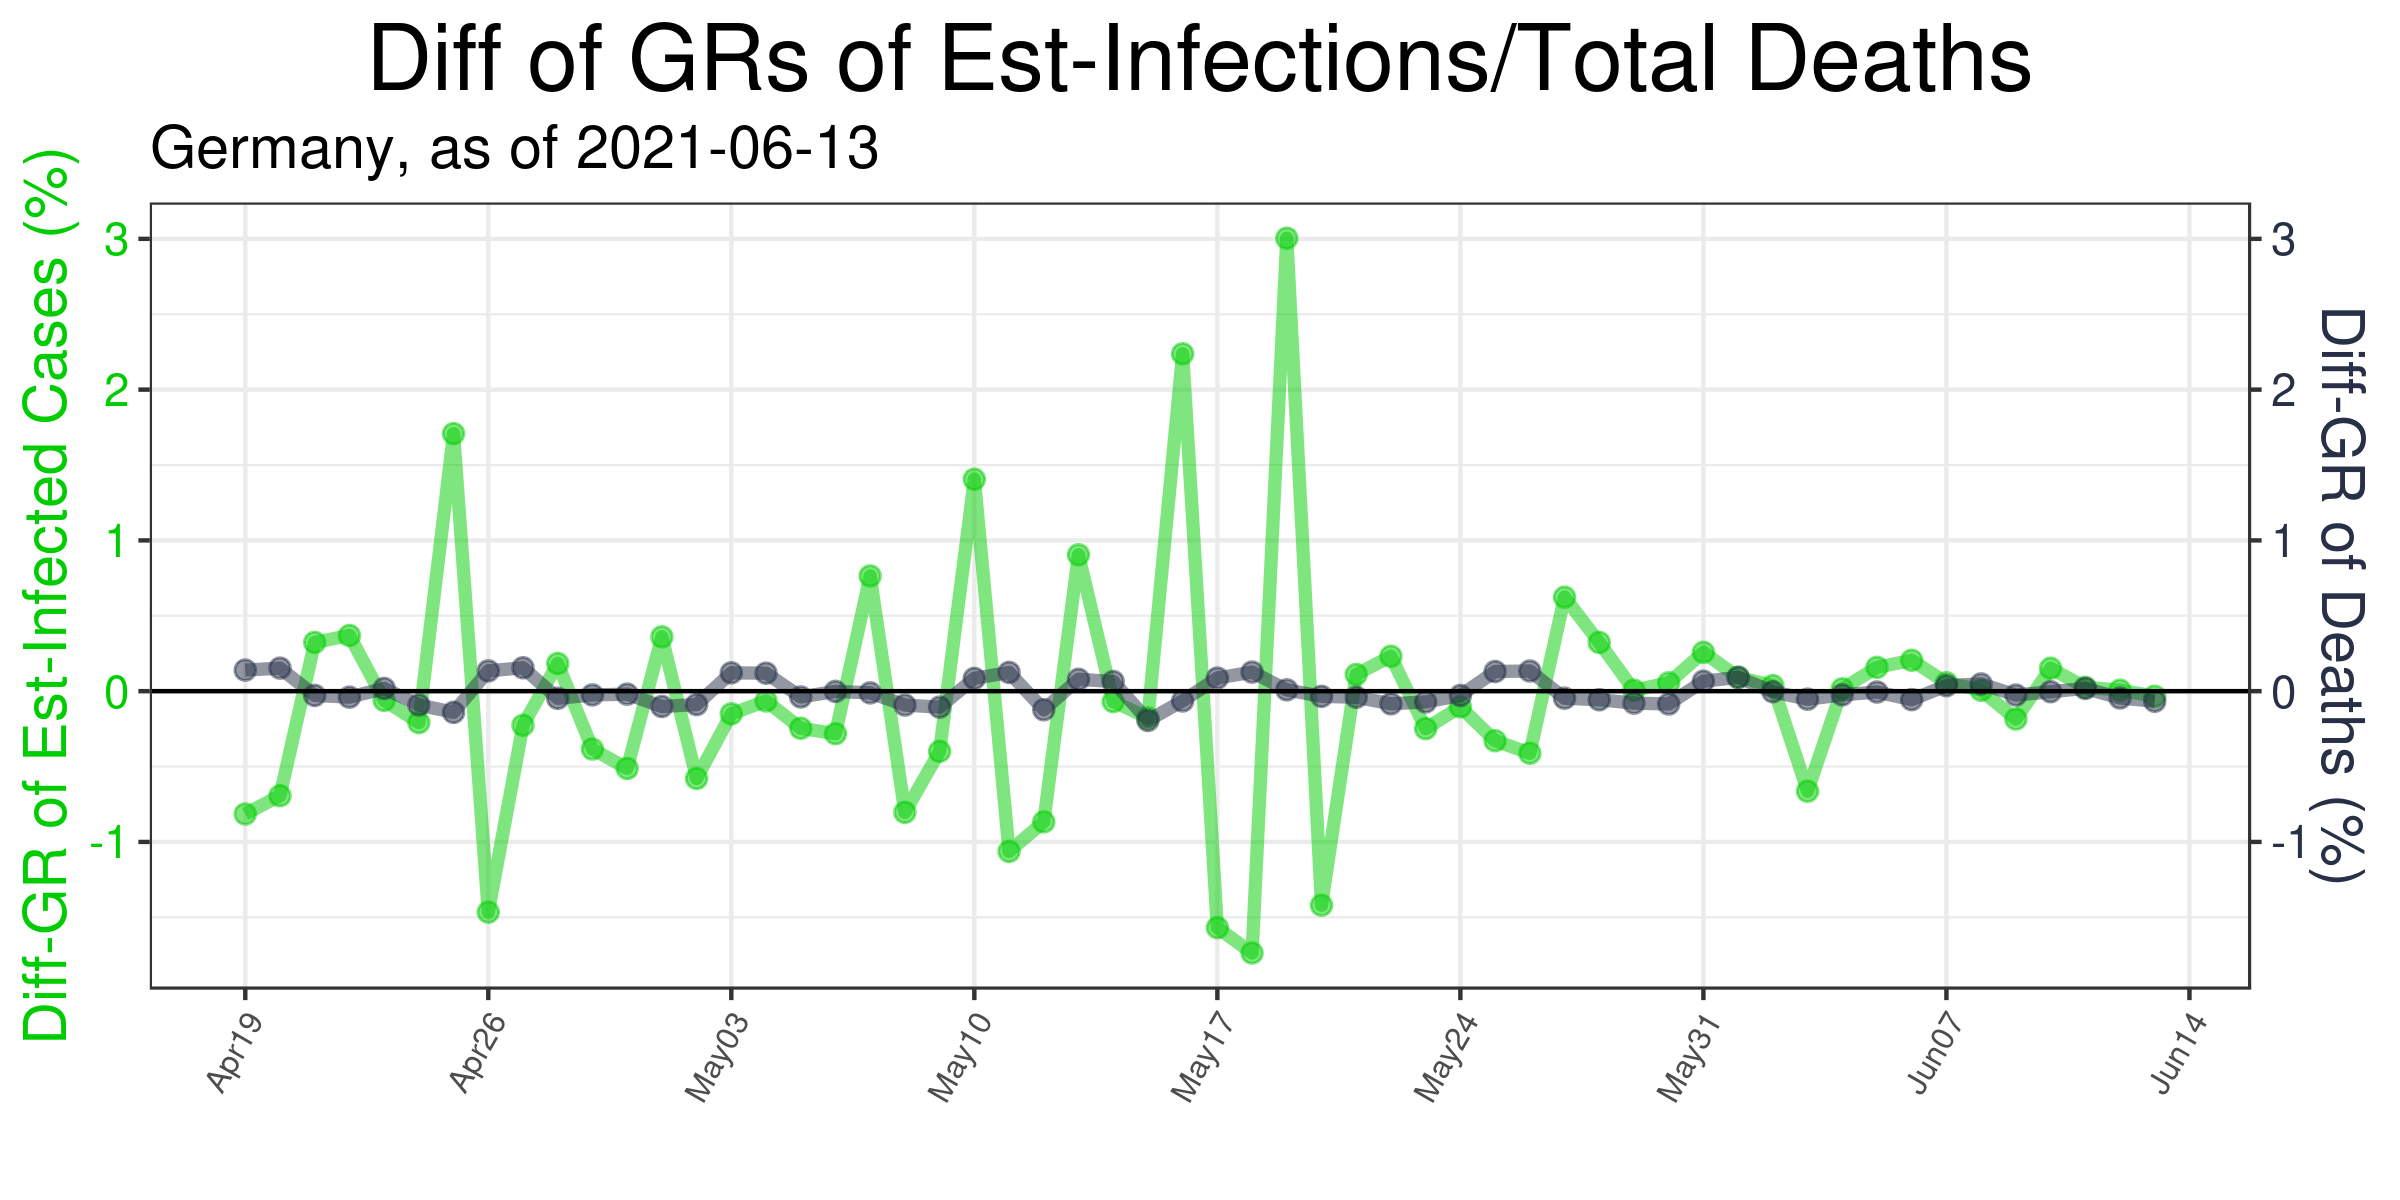 Diff of GRs of Est-Infections/Total Deaths
Germany, as of 2021-06-13
Diff-GR of Est-Infected Cases (%)
3
2
1
0
-1
3
2
1
0
-1
Diff-GR of Deaths (%)
Apr19
Apr26
May03
May10
May17
May24
May31
Jun07
Jun14